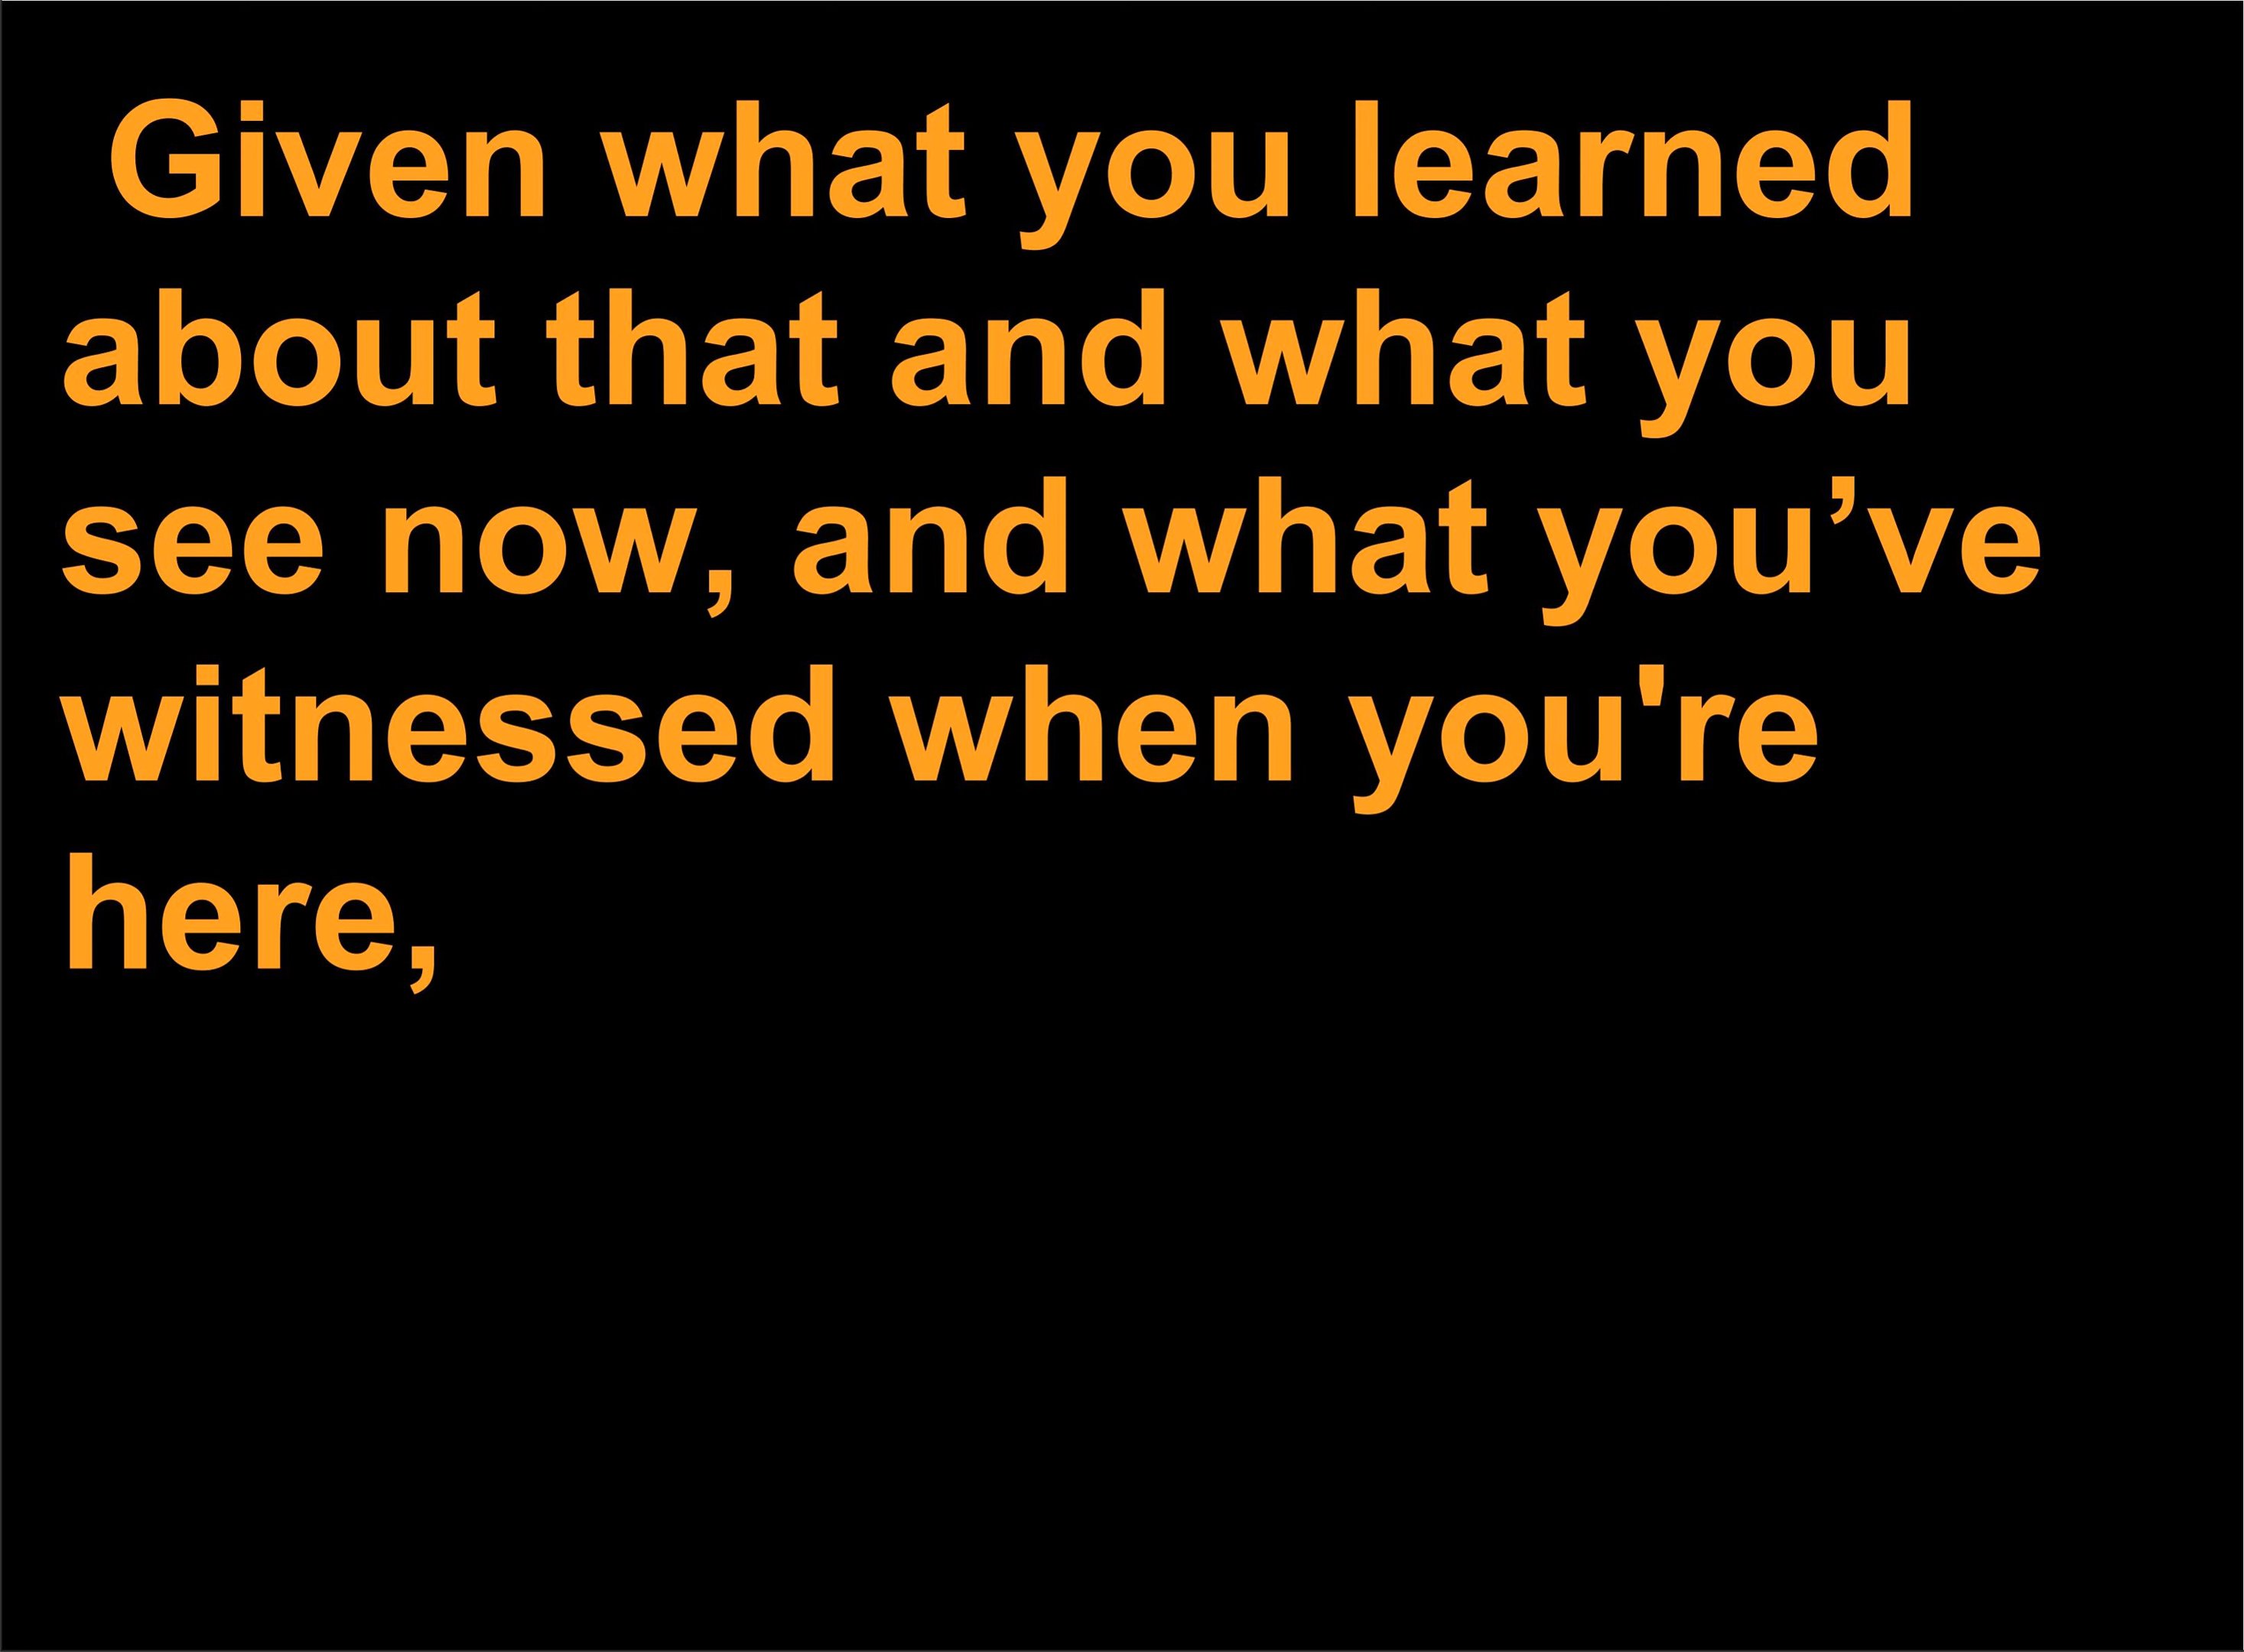 Given what you learned
about that and what you
see now, and what you’ve
witnessed when you're
here,